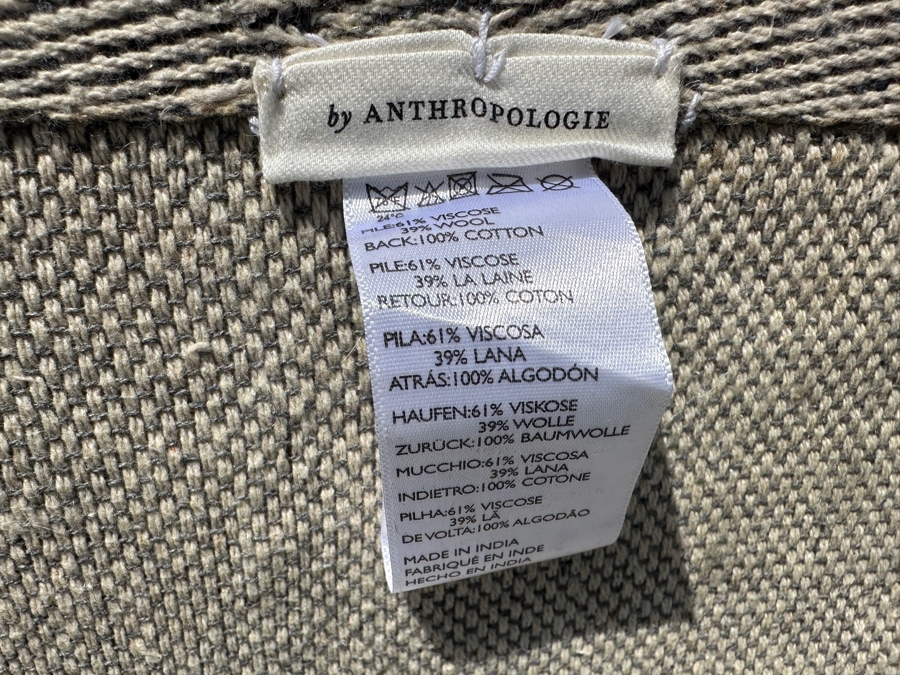 by ANTHROPOLOGIE
24°C
PILE:61% VISCOSE
39% WOOL
BACK:100% COTTON
PILE:61% VISCOSE
39% LA LAINE
RETOUR:100% COTON
PILA:61% VISCOSA
39% LANA
ATRÁS:100% ALGODÓN
HAUFEN:61% VISKOSE
39% WOLLE
ZURÜCK:100% BAUMWOLLE
MUCCHIO:61% VISCOSA
39% LANA
INDIETRO:100% COTONE
PILHA:61% VISCOSE
39% LÃ
DE VOLTA:100% ALGODÃO
MADE IN INDIA
FABRIQUÉ EN INDE
HECHO EN INDIA